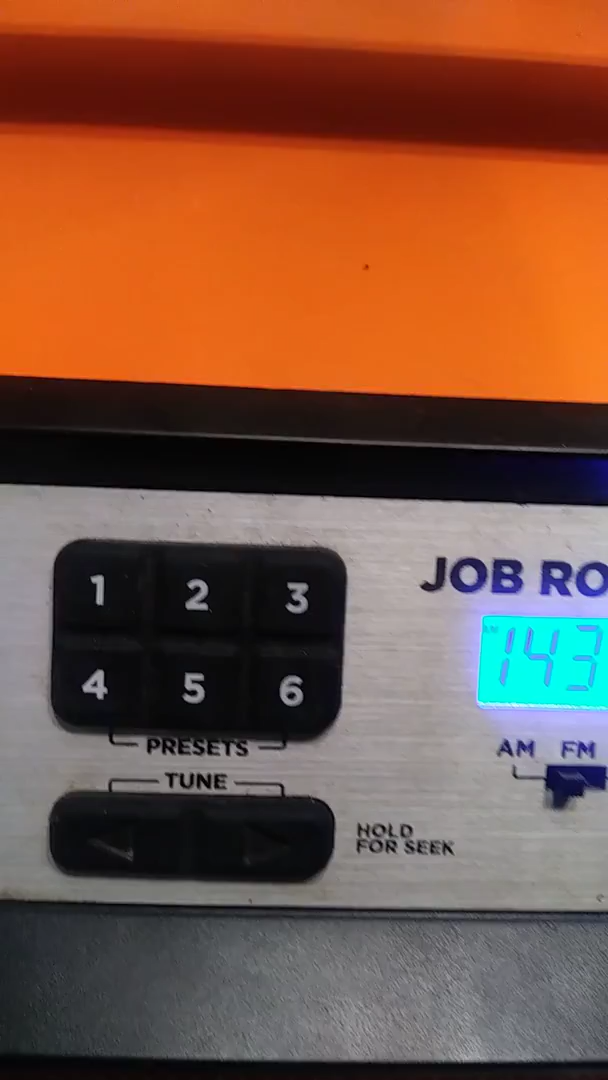 JOB RO
1 2 3
143
4 5 6
PRESETS
AM FM
TUNE
HOLD
FOR SEEK